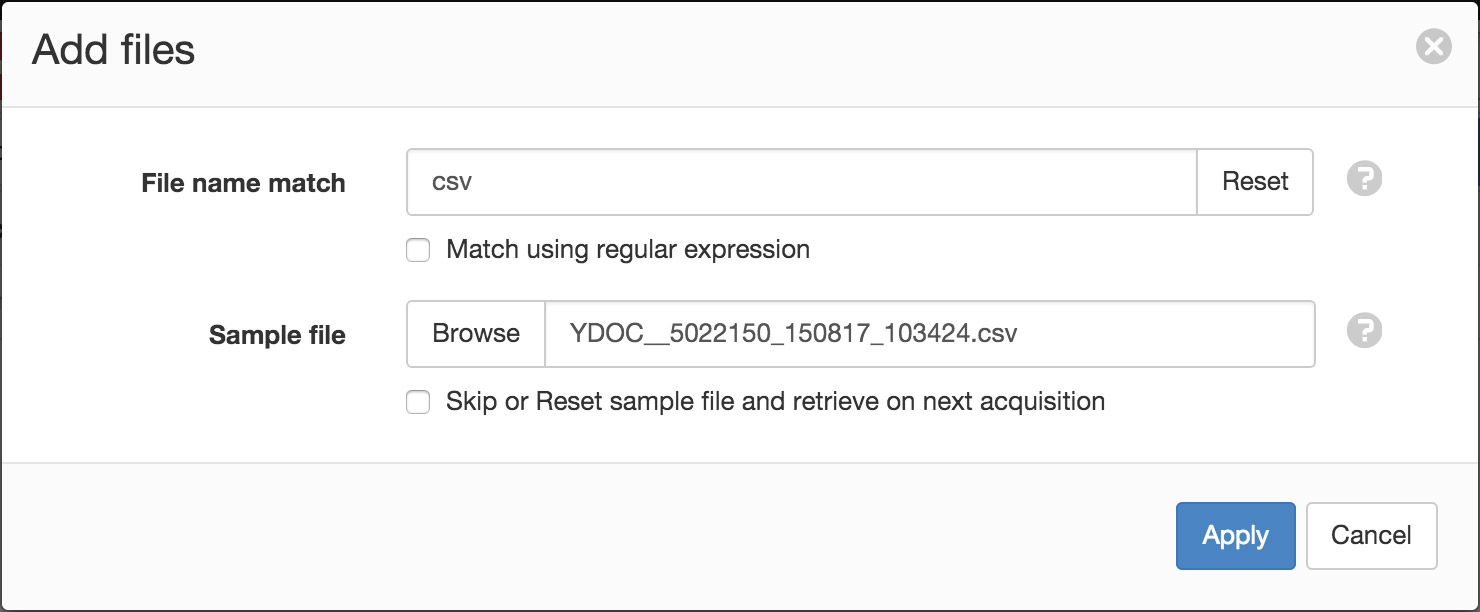 Add files
File name match
csv
Reset
Match using regular expression
Sample file
Browse
YDOC__5022150_150817_103424.csv
Skip or Reset sample file and retrieve on next acquisition
Apply
Cancel